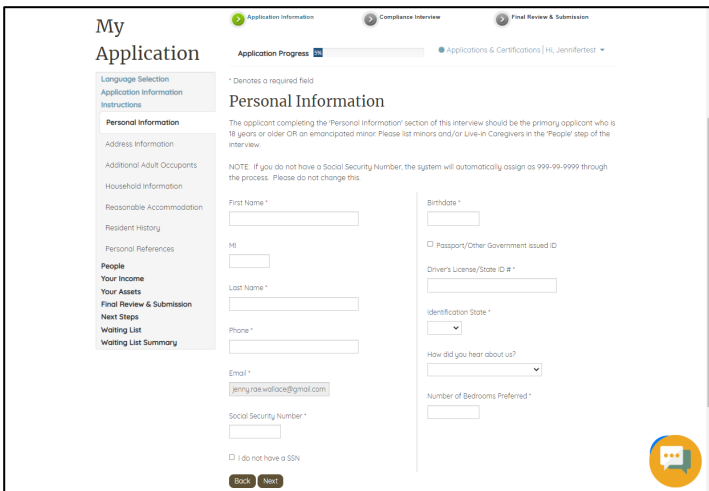 My
Application
Application Information
Compliance Interview
Final Review & Submission
Application Progress 5%
Applications & Certifications | Hi, Jennifertest
Language Selection
Application Information
Instructions
Personal Information
Address Information
Additional Adult Occupants
Household Information
Reasonable Accommodation
Resident History
Personal References
People
Your Income
Your Assets
Final Review & Submission
Next Steps
Waiting List
Waiting List Summary
* Denotes a required field
Personal Information
The applicant completing the 'Personal Information' section of this interview should be the primary applicant who is
18 years or older OR an emancipated minor. Please list minors and/or Live-in Caregivers in the 'People' step of the
interview.
NOTE: If you do not have a Social Security Number, the system will automatically assign as 999-99-9999 through
the process. Please do not change this.
First Name *
MI
Last Name *
Phone *
Email *
jenny.rae.wallace@gmail.com
Social Security Number *
I do not have a SSN
Back Next
Birthdate *
Passport/Other Government issued ID
Driver's License/State ID # *
Identification State *
How did you hear about us?
Number of Bedrooms Preferred *